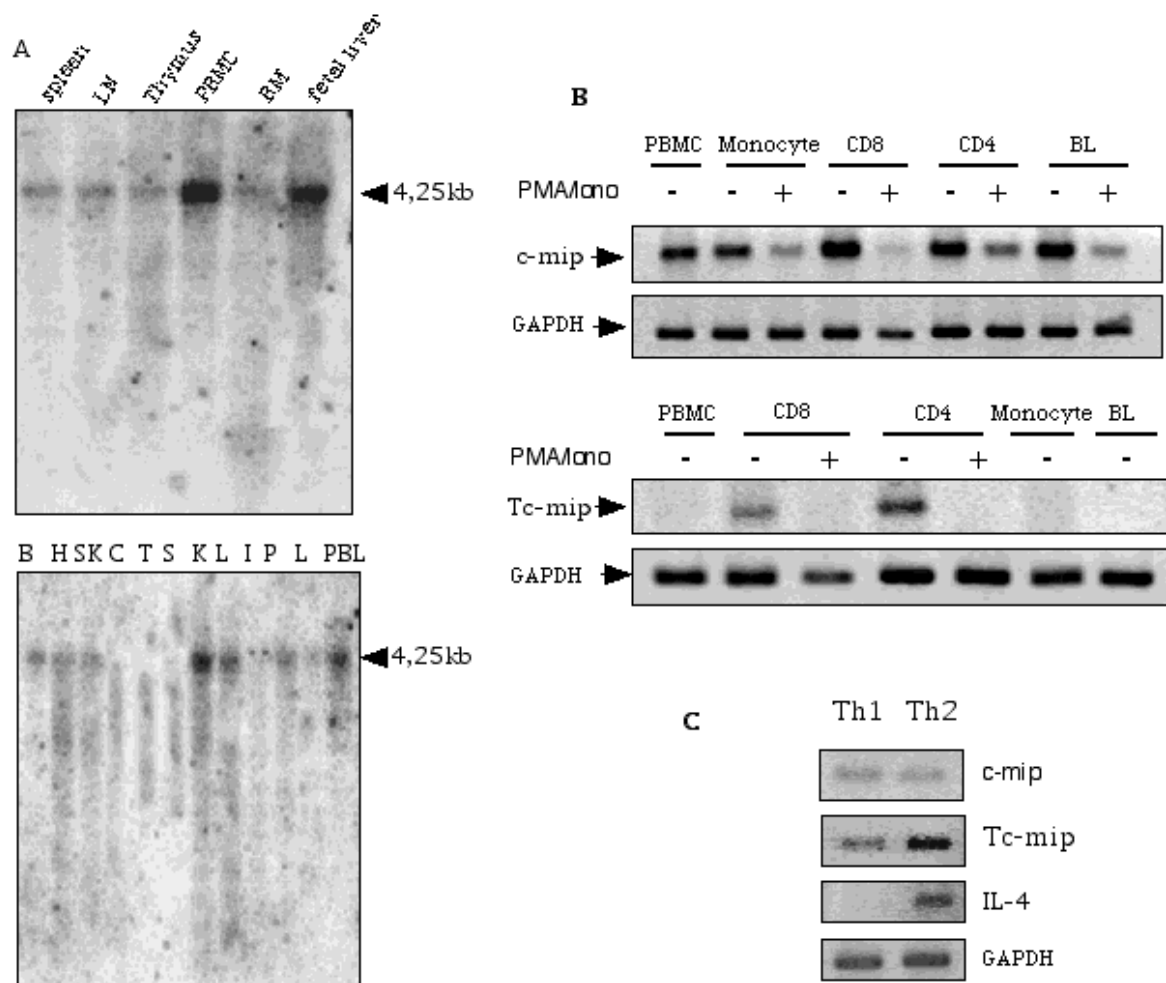 A
spleen LN Thymus PBMC BM fetal liver
4,25kb
B H SK C T S K L I P L PBL
4,25kb
B
PBMC Monocyte CD8 CD4 BL
PMA/iono - - + - + - + - +
c-mip
GAPDH
PBMC CD8 CD4 Monocyte BL
PMA/iono - - + - + - -
Tc-mip
GAPDH
C
Th1 Th2
c-mip
Tc-mip
IL-4
GAPDH